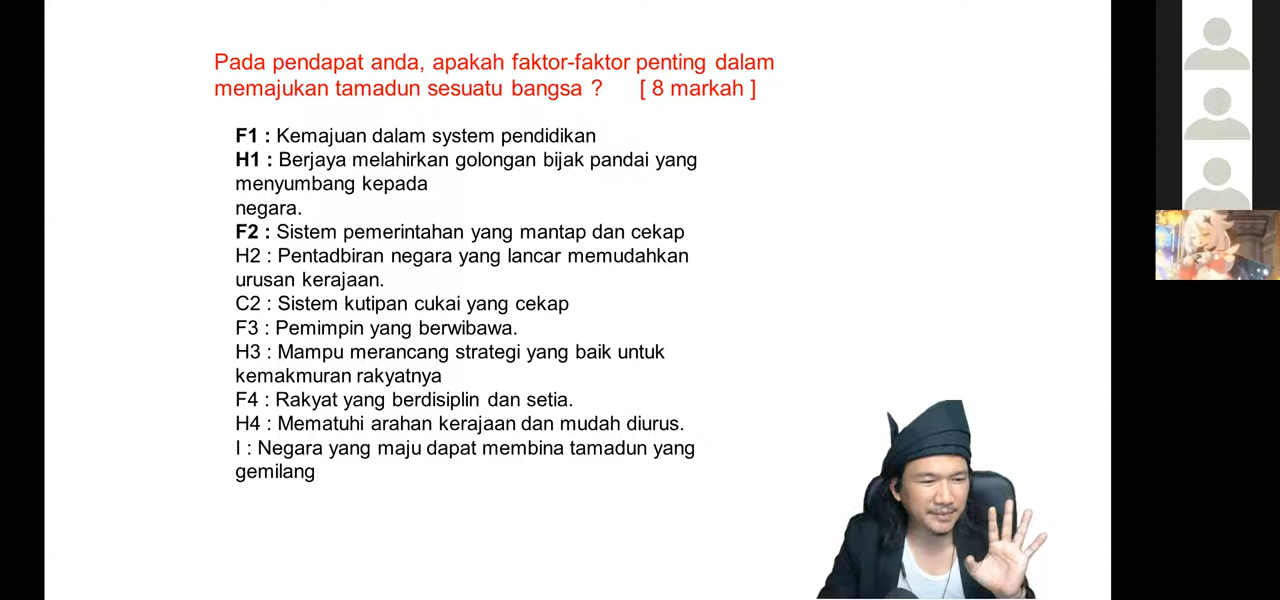 Pada pendapat anda, apakah faktor-faktor penting dalam
memajukan tamadun sesuatu bangsa ? [ 8 markah ]
F1 : Kemajuan dalam system pendidikan
H1 : Berjaya melahirkan golongan bijak pandai yang
menyumbang kepada
negara.
F2 : Sistem pemerintahan yang mantap dan cekap
H2 : Pentadbiran negara yang lancar memudahkan
urusan kerajaan.
C2 : Sistem kutipan cukai yang cekap
F3 : Pemimpin yang berwibawa.
H3 : Mampu merancang strategi yang baik untuk
kemakmuran rakyatnya
F4 : Rakyat yang berdisiplin dan setia.
H4 : Mematuhi arahan kerajaan dan mudah diurus.
I : Negara yang maju dapat membina tamadun yang
gemilang